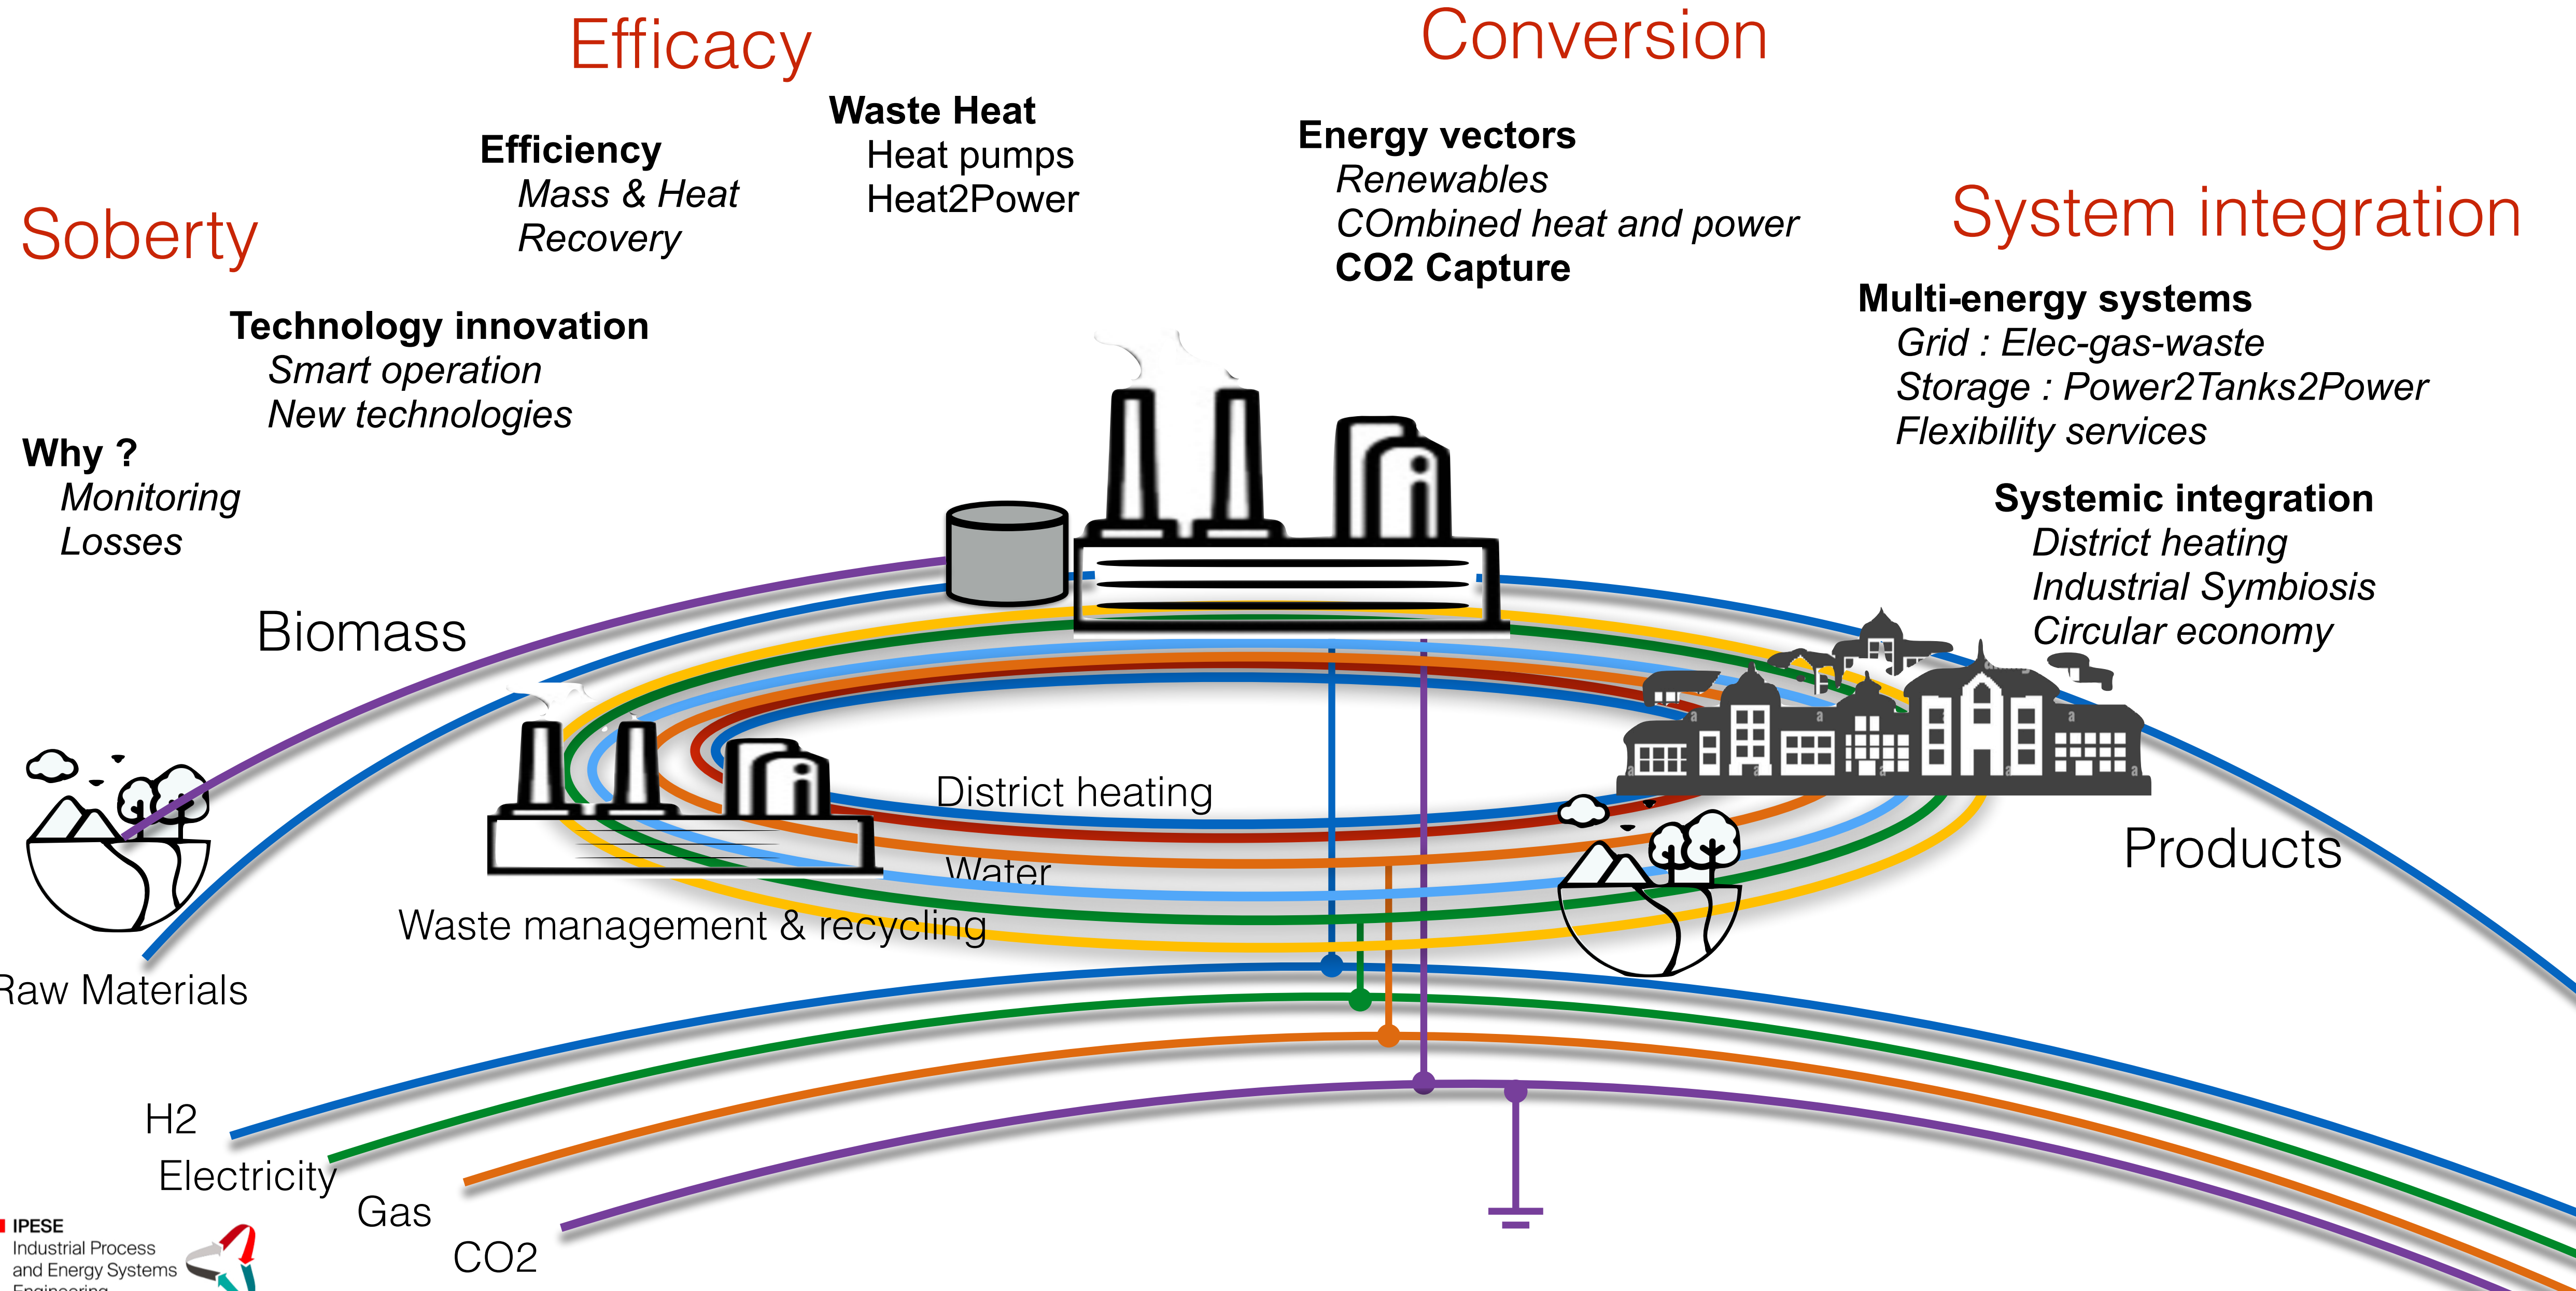 Efficacy
Conversion
Soberty
System integration
Efficiency
Mass & Heat
Recovery
Waste Heat
Heat pumps
Heat2Power
Energy vectors
Renewables
COmbined heat and power
CO2 Capture
Technology innovation
Smart operation
New technologies
Multi-energy systems
Grid : Elec-gas-waste
Storage : Power2Tanks2Power
Flexibility services
Why ?
Monitoring
Losses
Systemic integration
District heating
Industrial Symbiosis
Circular economy
Biomass
District heating
Water
Waste management & recycling
Products
Raw Materials
H2
Electricity
Gas
CO2
IPESE
Industrial Process
and Energy Systems
Engineering